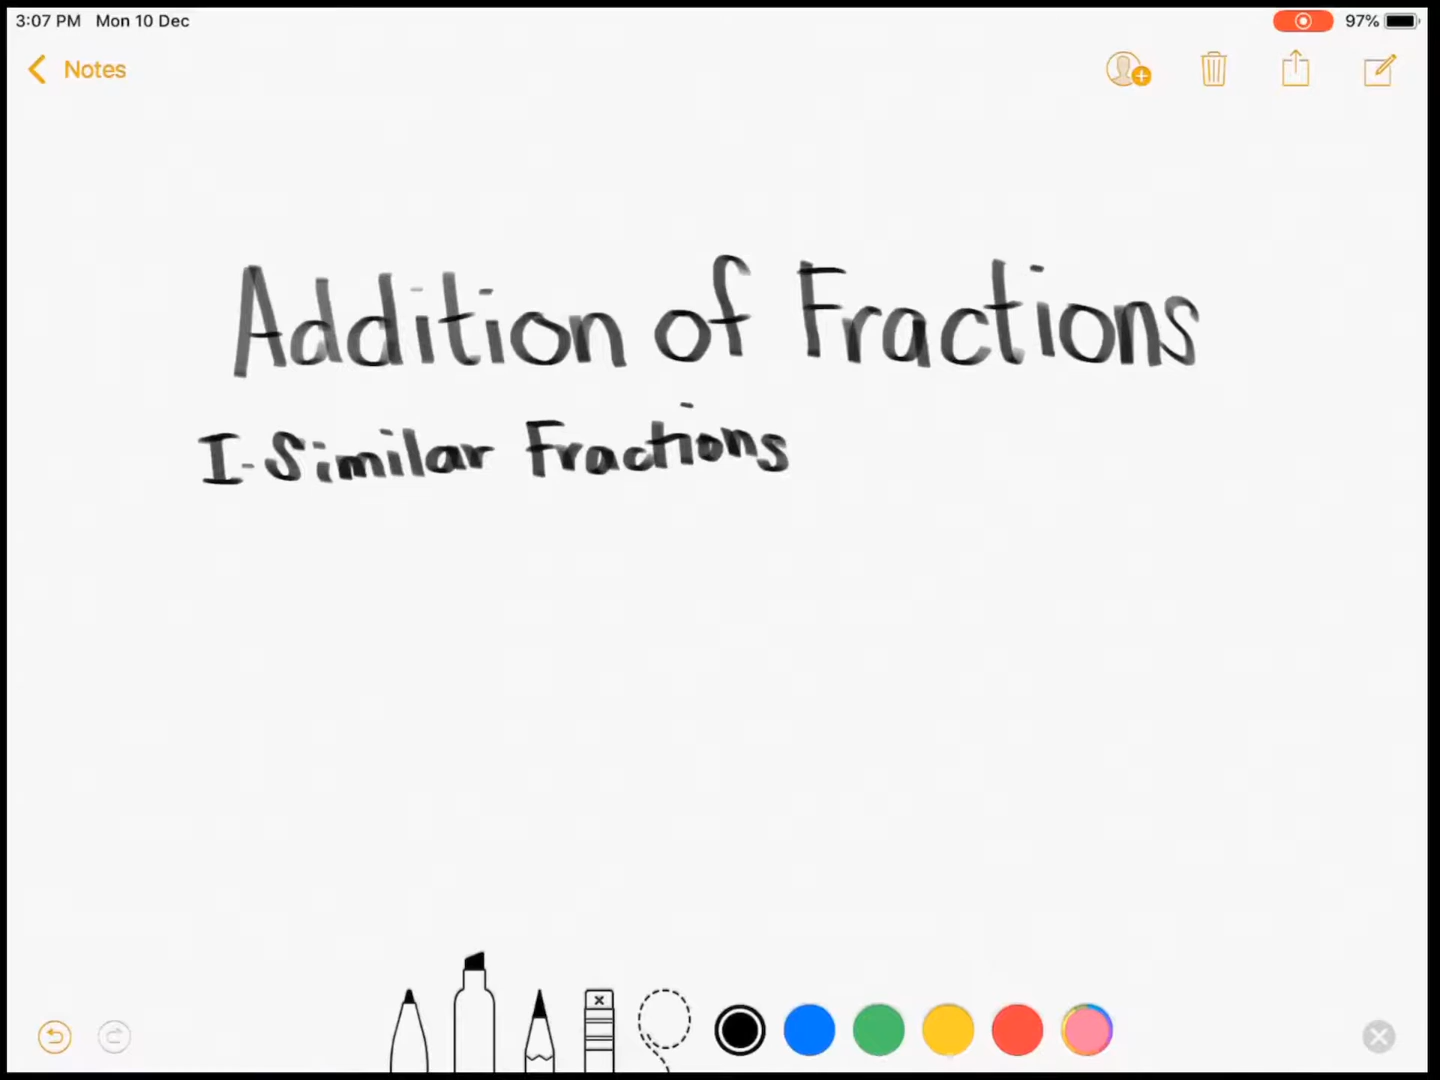 3:07 PM Mon 10 Dec 97%
Notes
Addition of Fractions
I-Similar Fractions